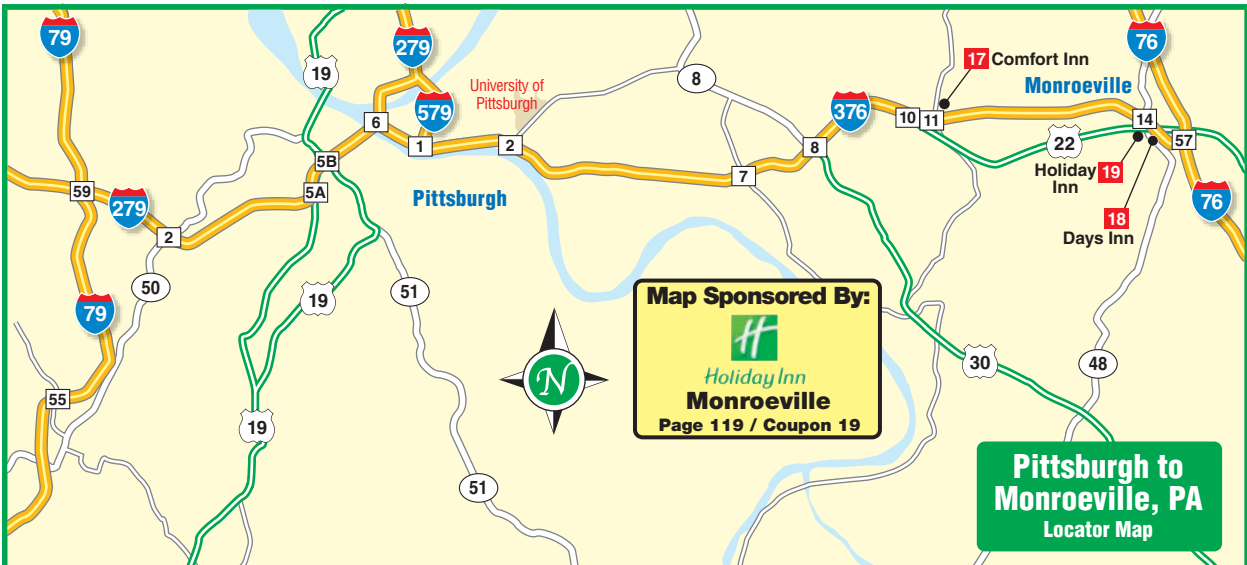 79
19
279
76
17 Comfort Inn
Monroeville
University of
Pittsburgh
8
579
376
6
10
11
14
1
2
8
22
57
5B
7
Holiday
Inn
19
59
5A
Pittsburgh
76
279
18
2
Days Inn
50
51
19
79
Map Sponsored By:
H
Holiday Inn
Monroeville
Page 119 / Coupon 19
N
30
48
55
19
51
Pittsburgh to
Monroeville, PA
Locator Map